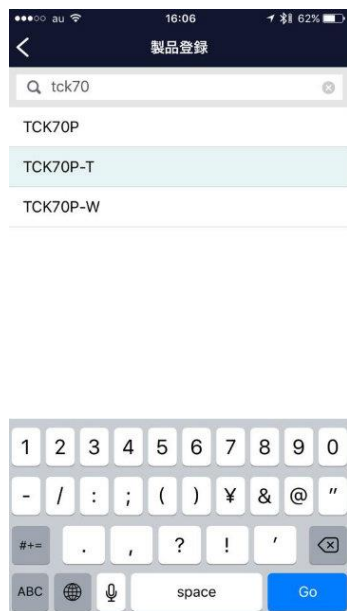 au 16:06 62%
製品登録
tck70
TCK70P
TCK70P-T
TCK70P-W
1 2 3 4 5 6 7 8 9 0
- / : ; ( ) ¥ & @ "
#+= . , ? ! '
ABC space Go